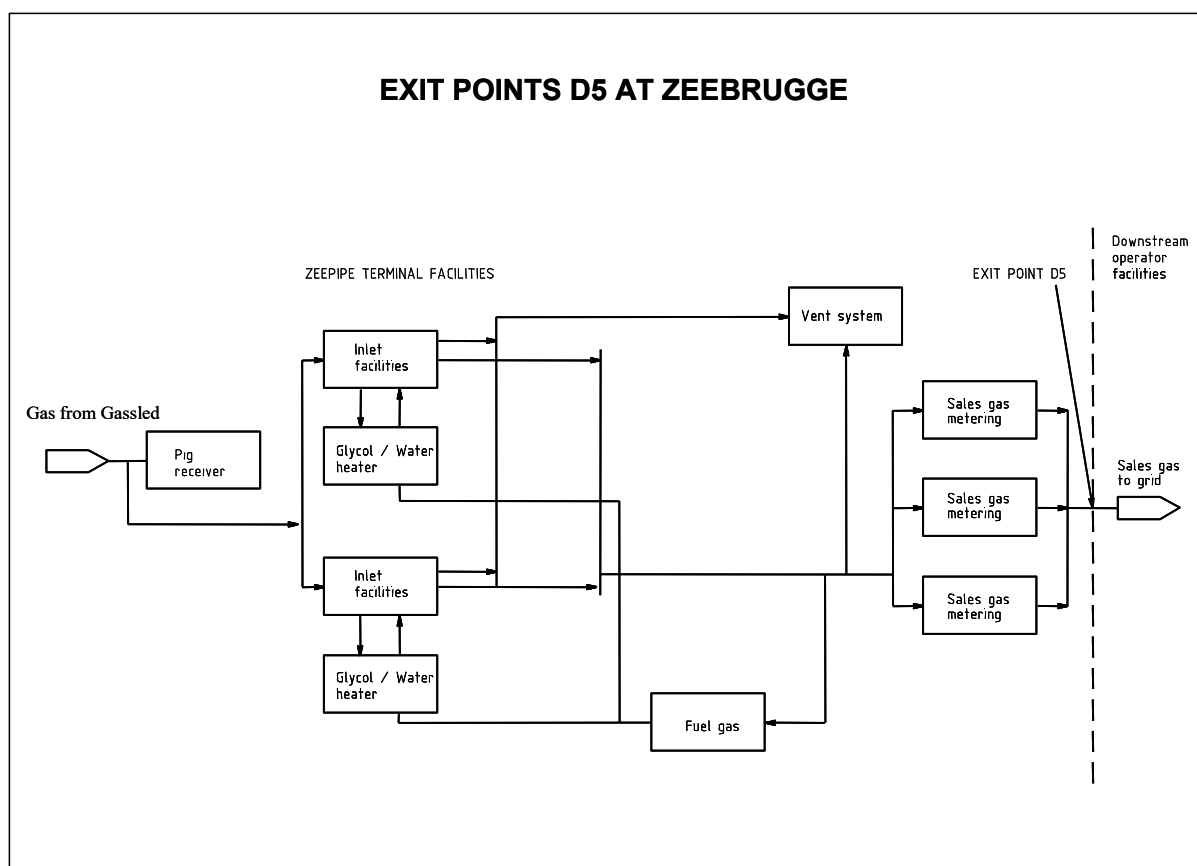 EXIT POINTS D5 AT ZEEBRUGGE
Downstream
operator
facilities
ZEEPIPE TERMINAL FACILITIES
EXIT POINT D5
Vent system
Inlet
facilities
Sales gas
metering
Gas from Gassled
Pig
receiver
Glycol / Water
heater
Sales gas
to grid
Sales gas
metering
Inlet
facilities
Sales gas
metering
Glycol / Water
heater
Fuel gas